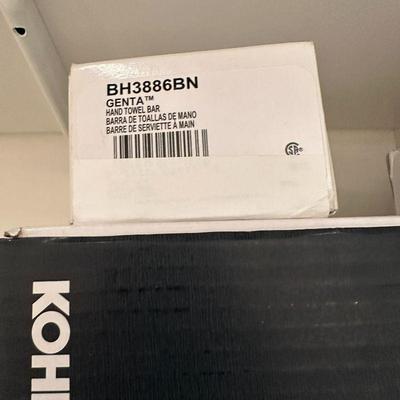 BH3886BN
GENTA™
HAND TOWEL BAR
BARRA DE TOALLAS DE MANO
BARRE DE SERVIETTE À MAIN
KOH